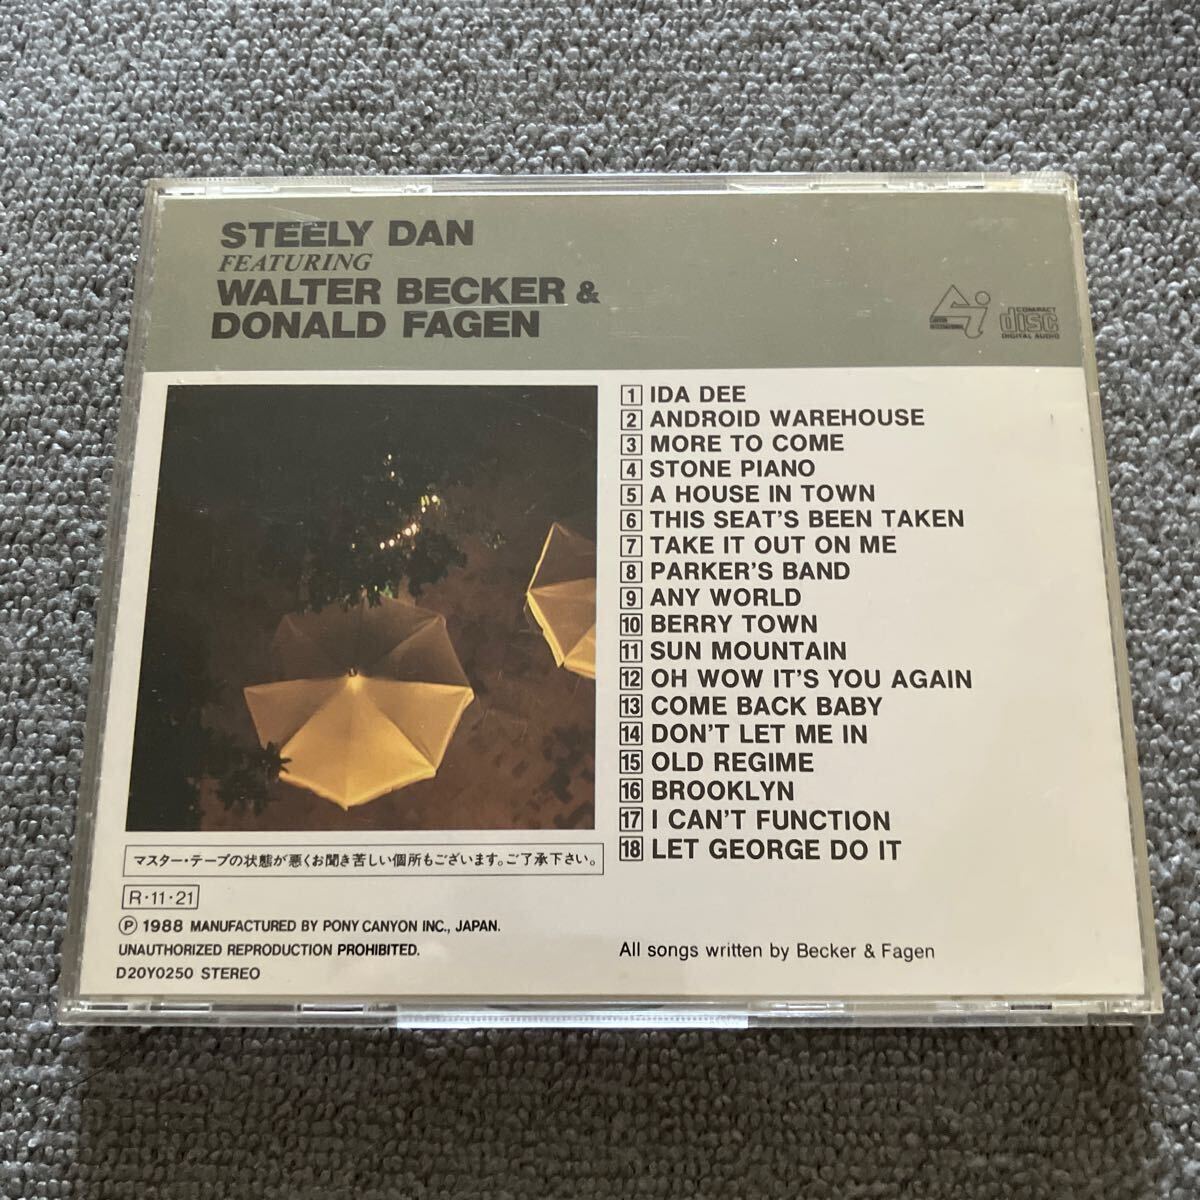 STEELY DAN
FEATURING
WALTER BECKER &
DONALD FAGEN
CANYON
INTERNATIONAL
COMPACT
disc
DIGITAL AUDIO
1 IDA DEE
2 ANDROID WAREHOUSE
3 MORE TO COME
4 STONE PIANO
5 A HOUSE IN TOWN
6 THIS SEAT'S BEEN TAKEN
7 TAKE IT OUT ON ME
8 PARKER'S BAND
9 ANY WORLD
10 BERRY TOWN
11 SUN MOUNTAIN
12 OH WOW IT'S YOU AGAIN
13 COME BACK BABY
14 DON'T LET ME IN
15 OLD REGIME
16 BROOKLYN
17 I CAN'T FUNCTION
18 LET GEORGE DO IT
マスター・テープの状態が悪くお聞き苦しい個所もございます。ご了承下さい。
R・11・21
Ⓟ 1988 MANUFACTURED BY PONY CANYON INC., JAPAN.
UNAUTHORIZED REPRODUCTION PROHIBITED.
D20Y0250 STEREO
All songs written by Becker & Fagen